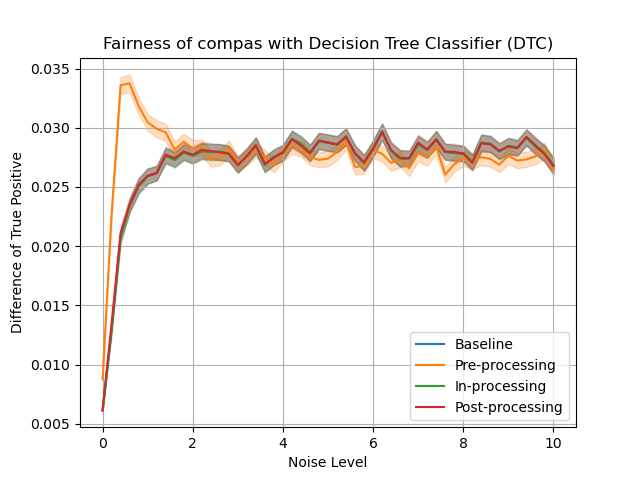 Fairness of compas with Decision Tree Classifier (DTC)
Difference of True Positive
0.035
0.030
0.025
0.020
0.015
0.010
0.005
0 2 4 6 8 10
Noise Level
Baseline
Pre-processing
In-processing
Post-processing